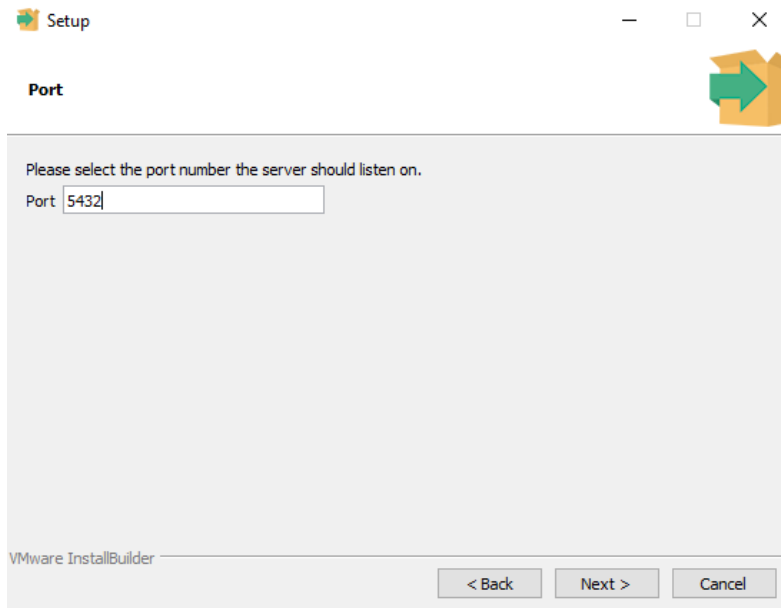 Setup
Port
Please select the port number the server should listen on.
Port 5432
VMware InstallBuilder
< Back Next > Cancel